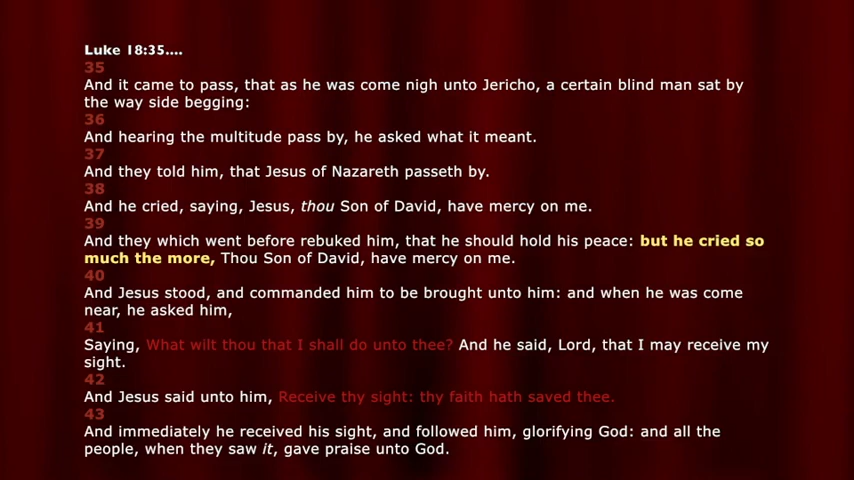 Luke 18:35....
35
And it came to pass, that as he was come nigh unto Jericho, a certain blind man sat by
the way side begging:
36
And hearing the multitude pass by, he asked what it meant.
37
And they told him, that Jesus of Nazareth passeth by.
38
And he cried, saying, Jesus, thou Son of David, have mercy on me.
39
And they which went before rebuked him, that he should hold his peace: but he cried so
much the more, Thou Son of David, have mercy on me.
40
And Jesus stood, and commanded him to be brought unto him: and when he was come
near, he asked him,
41
Saying, What wilt thou that I shall do unto thee? And he said, Lord, that I may receive my
sight.
42
And Jesus said unto him, Receive thy sight: thy faith hath saved thee.
43
And immediately he received his sight, and followed him, glorifying God: and all the
people, when they saw it, gave praise unto God.